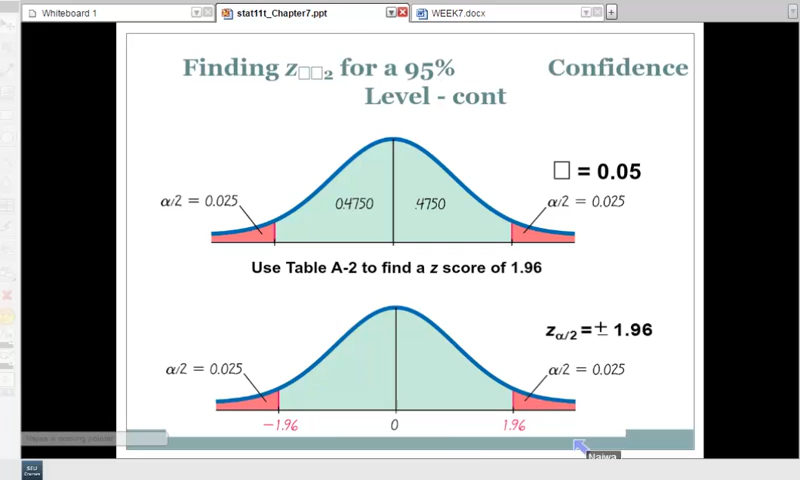 Whiteboard 1
stat11t_Chapter7.ppt
WEEK7.docx
Finding z□□2 for a 95% Confidence
Level - cont
□ = 0.05
α/2 = 0.025
0.4750
.4750
α/2 = 0.025
Use Table A-2 to find a z score of 1.96
zα/2 = ± 1.96
α/2 = 0.025
α/2 = 0.025
−1.96
0
1.96
Najwa
SEU